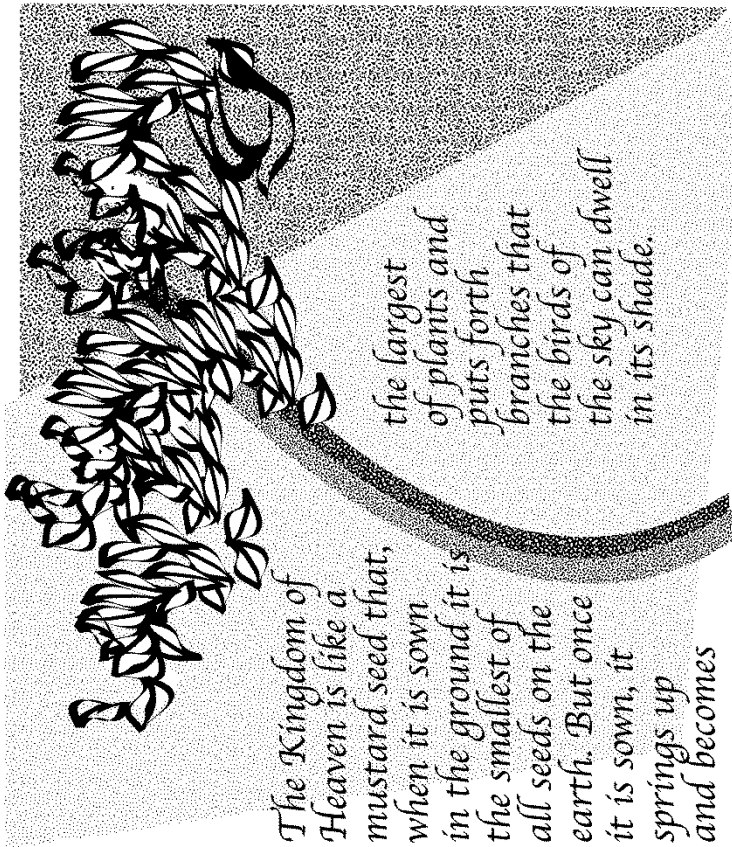 The Kingdom of
Heaven is like a
mustard seed that,
when it is sown
in the ground it is
the smallest of
all seeds on the
earth. But once
it is sown, it
springs up
and becomes
the largest
of plants and
puts forth
branches that
the birds of
the sky can dwell
in its shade.